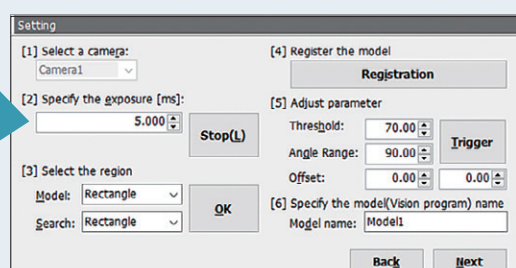 Setting
[1] Select a camera:
Camera1
[2] Specify the exposure [ms]:
5.000
Stop(L)
[3] Select the region
Model: Rectangle
Search: Rectangle
OK
[4] Register the model
Registration
[5] Adjust parameter
Threshold: 70.00
Angle Range: 90.00
Trigger
Offset: 0.00 0.00
[6] Specify the model(Vision program) name
Model name: Model1
Back Next